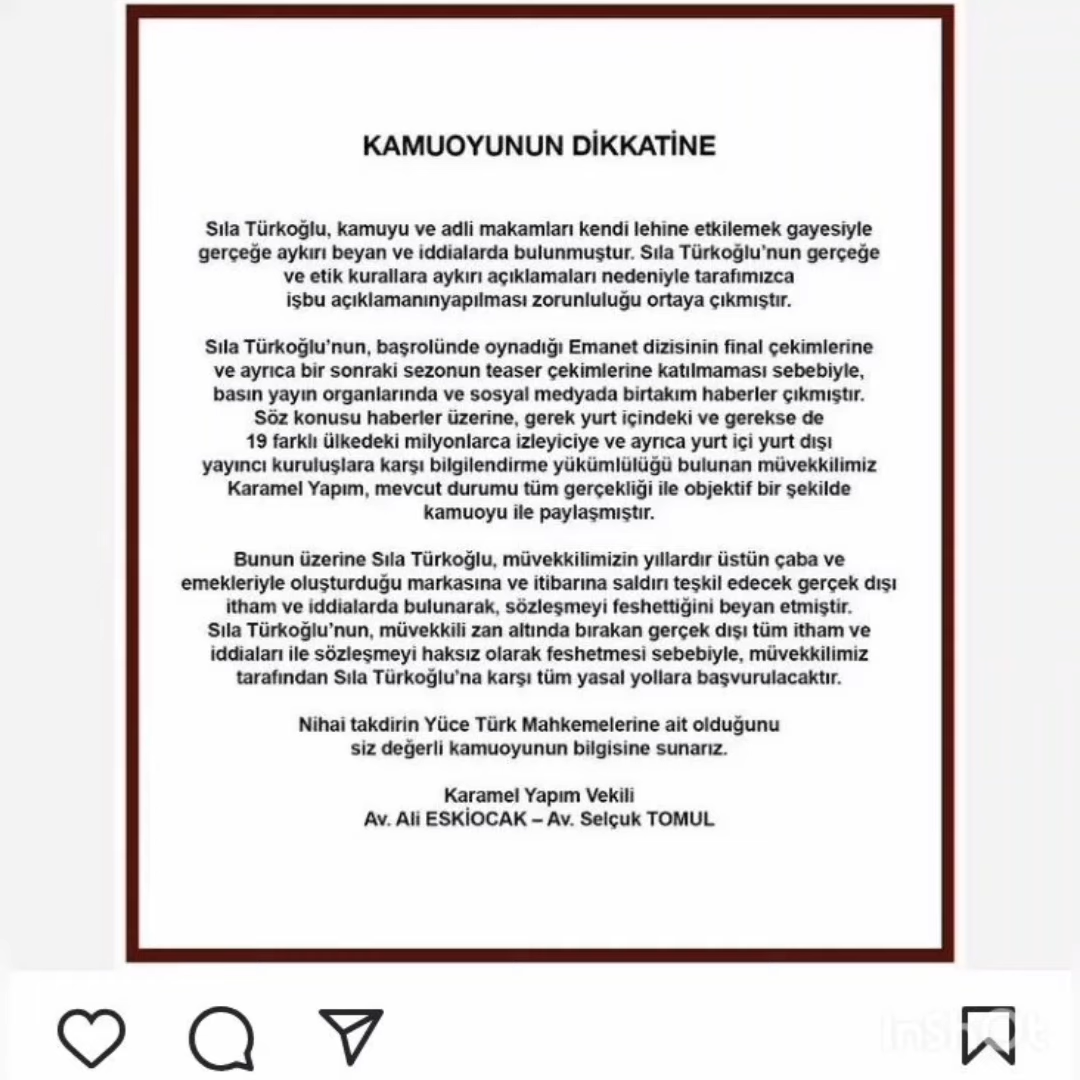 KAMUOYUNUN DİKKATİNE
Sıla Türkoğlu, kamuyu ve adli makamları kendi lehine etkilemek gayesiyle
gerçeğe aykırı beyan ve iddialarda bulunmuştur. Sıla Türkoğlu'nun gerçeğe
ve etik kurallara aykırı açıklamaları nedeniyle tarafımızca
işbu açıklamanınyapılması zorunluluğu ortaya çıkmıştır.
Sıla Türkoğlu'nun, başrolünde oynadığı Emanet dizisinin final çekimlerine
ve ayrıca bir sonraki sezonun teaser çekimlerine katılmaması sebebiyle,
basın yayın organlarında ve sosyal medyada birtakım haberler çıkmıştır.
Söz konusu haberler üzerine, gerek yurt içindeki ve gerekse de
19 farklı ülkedeki milyonlarca izleyiciye ve ayrıca yurt içi yurt dışı
yayıncı kuruluşlara karşı bilgilendirme yükümlülüğü bulunan müvekkilimiz
Karamel Yapım, mevcut durumu tüm gerçekliği ile objektif bir şekilde
kamuoyu ile paylaşmıştır.
Bunun üzerine Sıla Türkoğlu, müvekkilimizin yıllardır üstün çaba ve
emekleriyle oluşturduğu markasına ve itibarına saldırı teşkil edecek gerçek dışı
itham ve iddialarda bulunarak, sözleşmeyi feshettiğini beyan etmiştir.
Sıla Türkoğlu'nun, müvekkili zan altında bırakan gerçek dışı tüm itham ve
iddiaları ile sözleşmeyi haksız olarak feshetmesi sebebiyle, müvekkilimiz
tarafından Sıla Türkoğlu'na karşı tüm yasal yollara başvurulacaktır.
Nihai takdirin Yüce Türk Mahkemelerine ait olduğunu
siz değerli kamuoyunun bilgisine sunarız.
Karamel Yapım Vekili
Av. Ali ESKİOCAK – Av. Selçuk TOMUL
InShOt